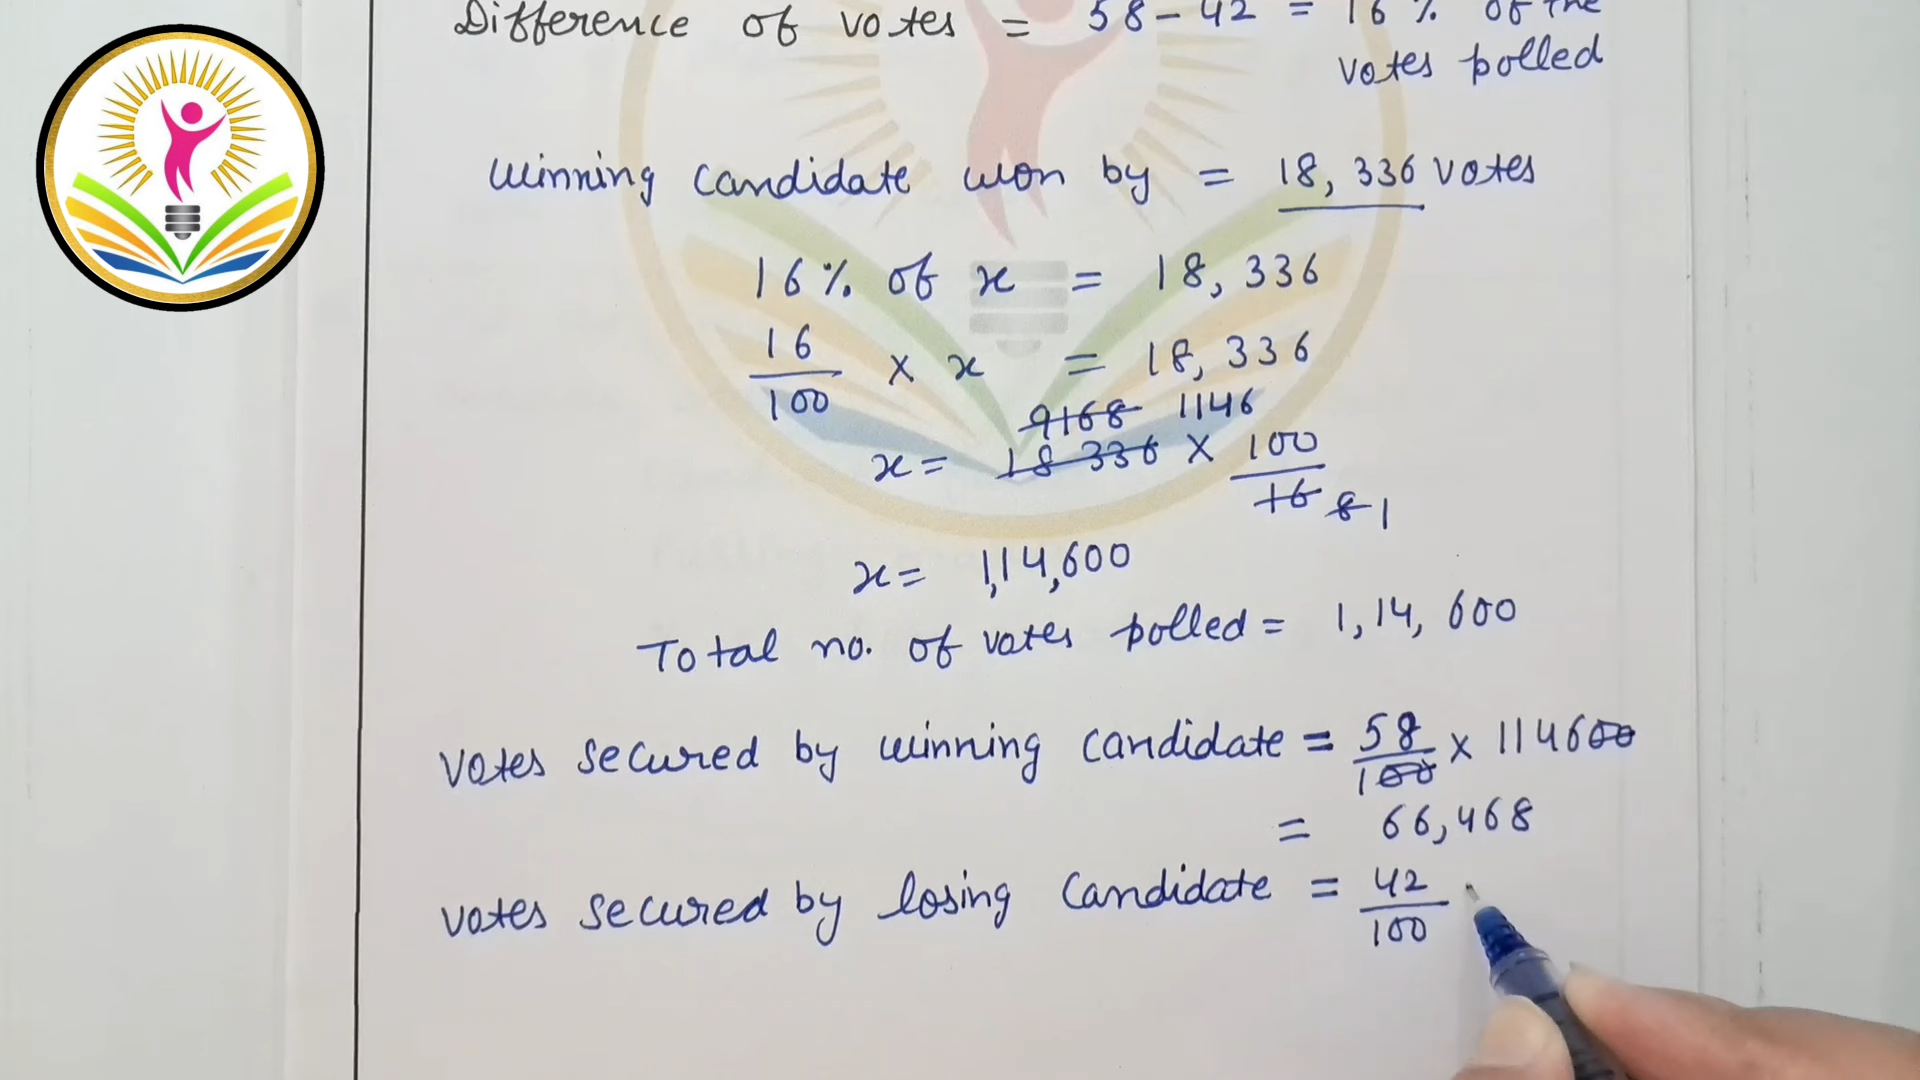 Difference of votes = 58 - 42 = 16 % of the
votes polled
Winning candidate won by = 18, 336 votes
16% of x = 18, 336
16/100 × x = 18, 336
9168 1146
x = 18 336 × 100/16 8 1
x = 1,14,600
Total no. of votes polled = 1, 14, 600
Votes secured by winning candidate = 58/100 × 114600
= 66,468
Votes secured by losing candidate = 42/100